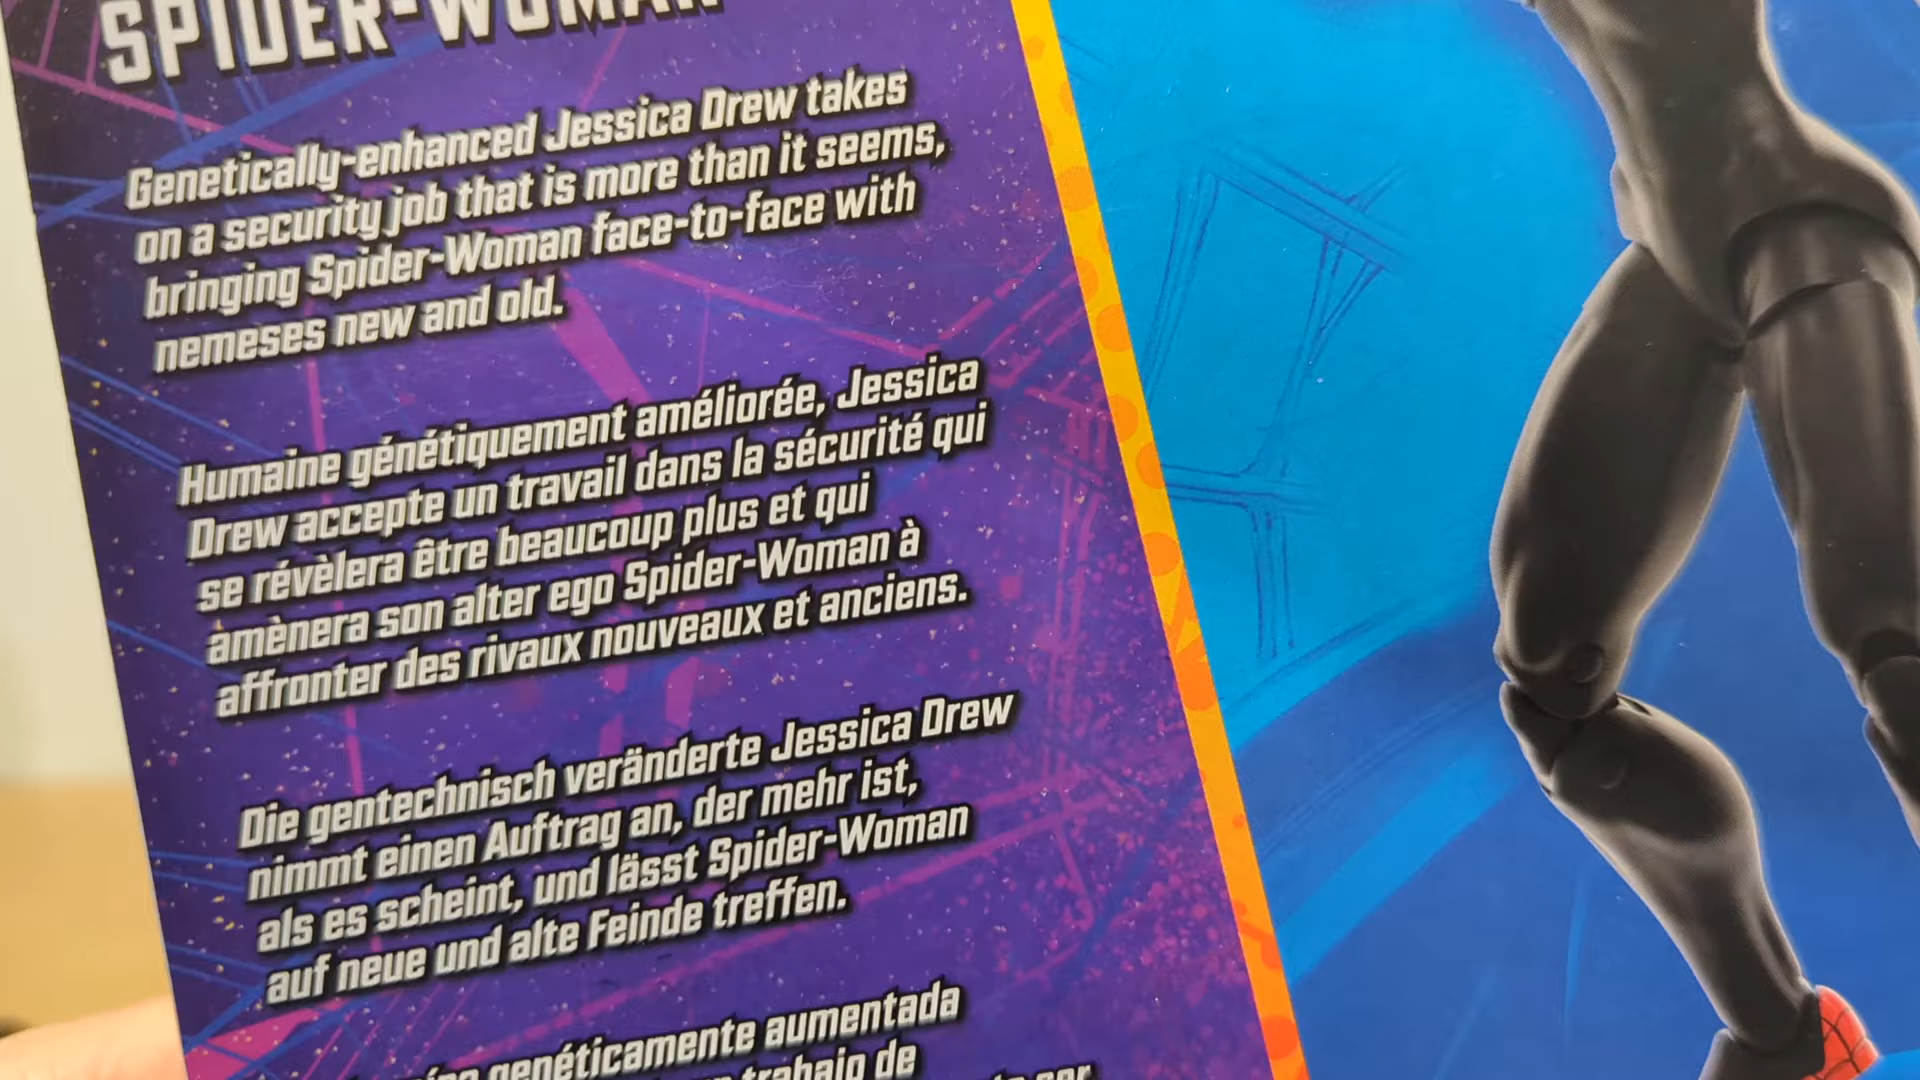 SPIDER-WOMAN
Genetically-enhanced Jessica Drew takes
on a security job that is more than it seems,
bringing Spider-Woman face-to-face with
nemeses new and old.
Humaine génétiquement améliorée, Jessica
Drew accepte un travail dans la sécurité qui
se révèlera être beaucoup plus et qui
amènera son alter ego Spider-Woman à
affronter des rivaux nouveaux et anciens.
Die gentechnisch veränderte Jessica Drew
nimmt einen Auftrag an, der mehr ist,
als es scheint, und lässt Spider-Woman
auf neue und alte Feinde treffen.
genéticamente aumentada
trabajo de